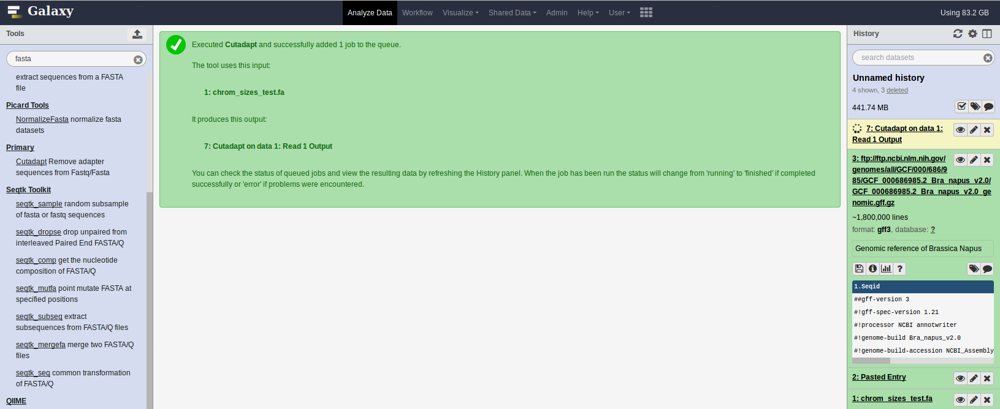 Galaxy
Analyze Data
Workflow
Visualize
Shared Data
Admin
Help
User
Using 83.2 GB
Tools
fasta
extract sequences from a FASTA
file
Picard Tools
NormalizeFasta normalize fasta
datasets
Primary
Cutadapt Remove adapter
sequences from Fastq/Fasta
Seqtk Toolkit
seqtk_sample random subsample
of fasta or fastq sequences
seqtk_dropse drop unpaired from
interleaved Paired End FASTA/Q
seqtk_comp get the nucleotide
composition of FASTA/Q
seqtk_mutfa point mutate FASTA at
specified positions
seqtk_subseq extract
subsequences from FASTA/Q files
seqtk_mergefa merge two FASTA/Q
files
seqtk_seq common transformation
of FASTA/Q
QIIME
Executed Cutadapt and successfully added 1 job to the queue.
The tool uses this input:
1: chrom_sizes_test.fa
It produces this output:
7: Cutadapt on data 1: Read 1 Output
You can check the status of queued jobs and view the resulting data by refreshing the History panel. When the job has been run the status will change from 'running' to 'finished' if completed
successfully or 'error' if problems were encountered.
History
search datasets
Unnamed history
4 shown, 3 deleted
441.74 MB
7: Cutadapt on data 1:
Read 1 Output
3: ftp://ftp.ncbi.nlm.nih.gov/
genomes/all/GCF/000/686/9
85/GCF_000686985.2_Bra_napus_v2.0/
GCF_000686985.2_Bra_napus_v2.0_ge
nomic.gff.gz
~1,800,000 lines
format: gff3, database: ?
Genomic reference of Brassica Napus
?
1.Seqid
##gff-version 3
#!gff-spec-version 1.21
#!processor NCBI annotwriter
#!genome-build Bra_napus_v2.0
#!genome-build-accession NCBI_Assembly
2: Pasted Entry
1: chrom_sizes_test.fa